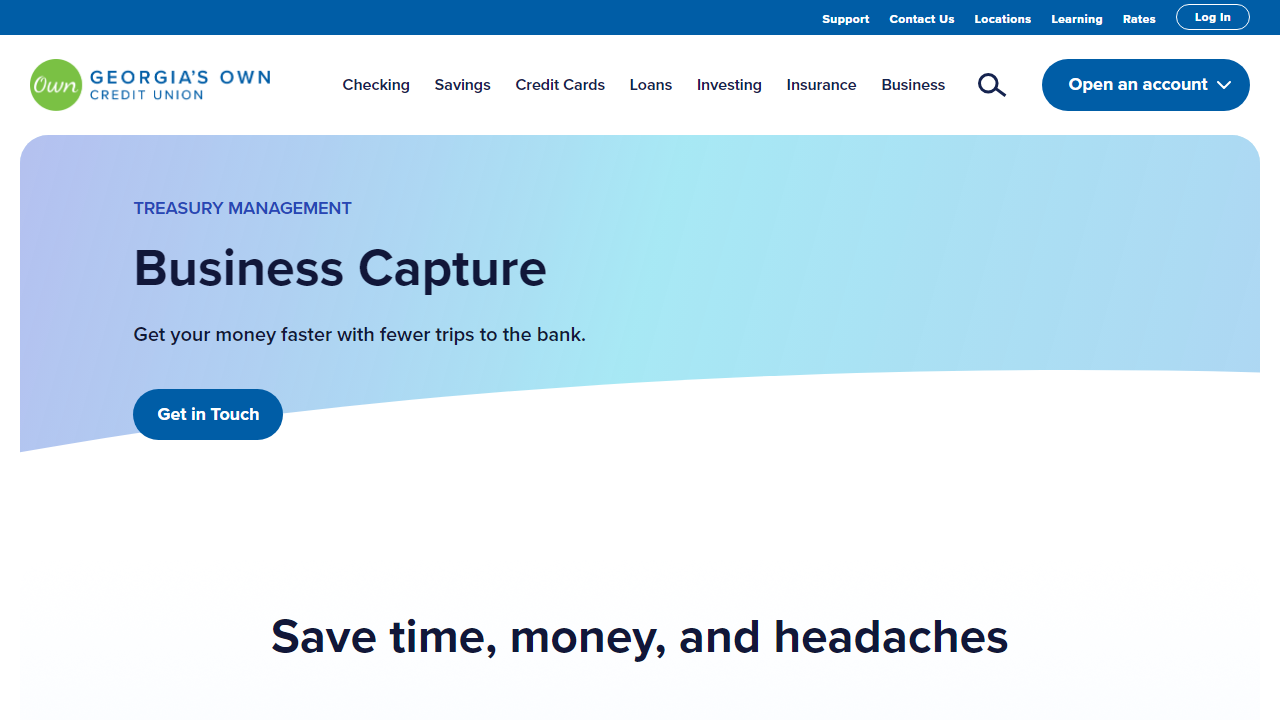 Support Contact Us Locations Learning Rates Log In
Own GEORGIA'S OWN
CREDIT UNION
Checking Savings Credit Cards Loans Investing Insurance Business Open an account
TREASURY MANAGEMENT
Business Capture
Get your money faster with fewer trips to the bank.
Get in Touch
Save time, money, and headaches